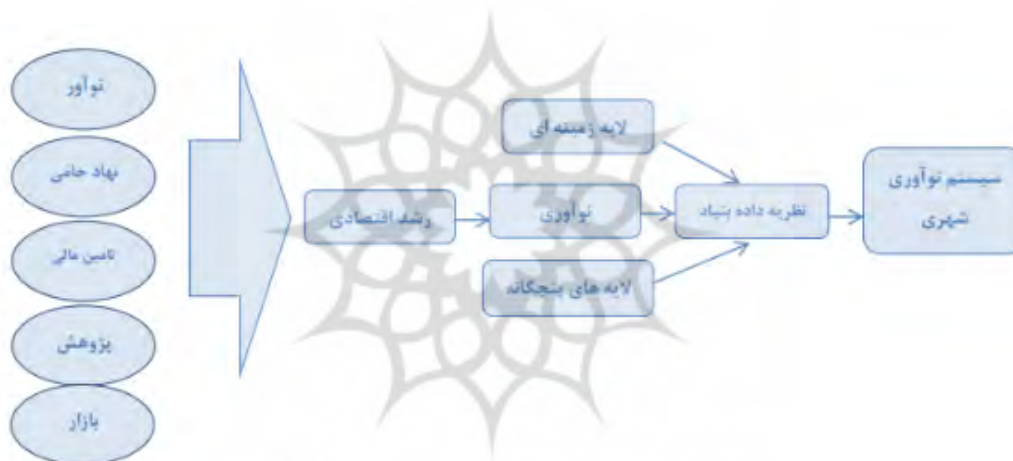 نوآور
نهاد حامی
تامین مالی
پژوهش
بازار
رشد اقتصادی
لایه زمینه ای
نوآوری
لایه های پنجگانه
نظریه داده بنیاد
سیستم نوآوری
شهری